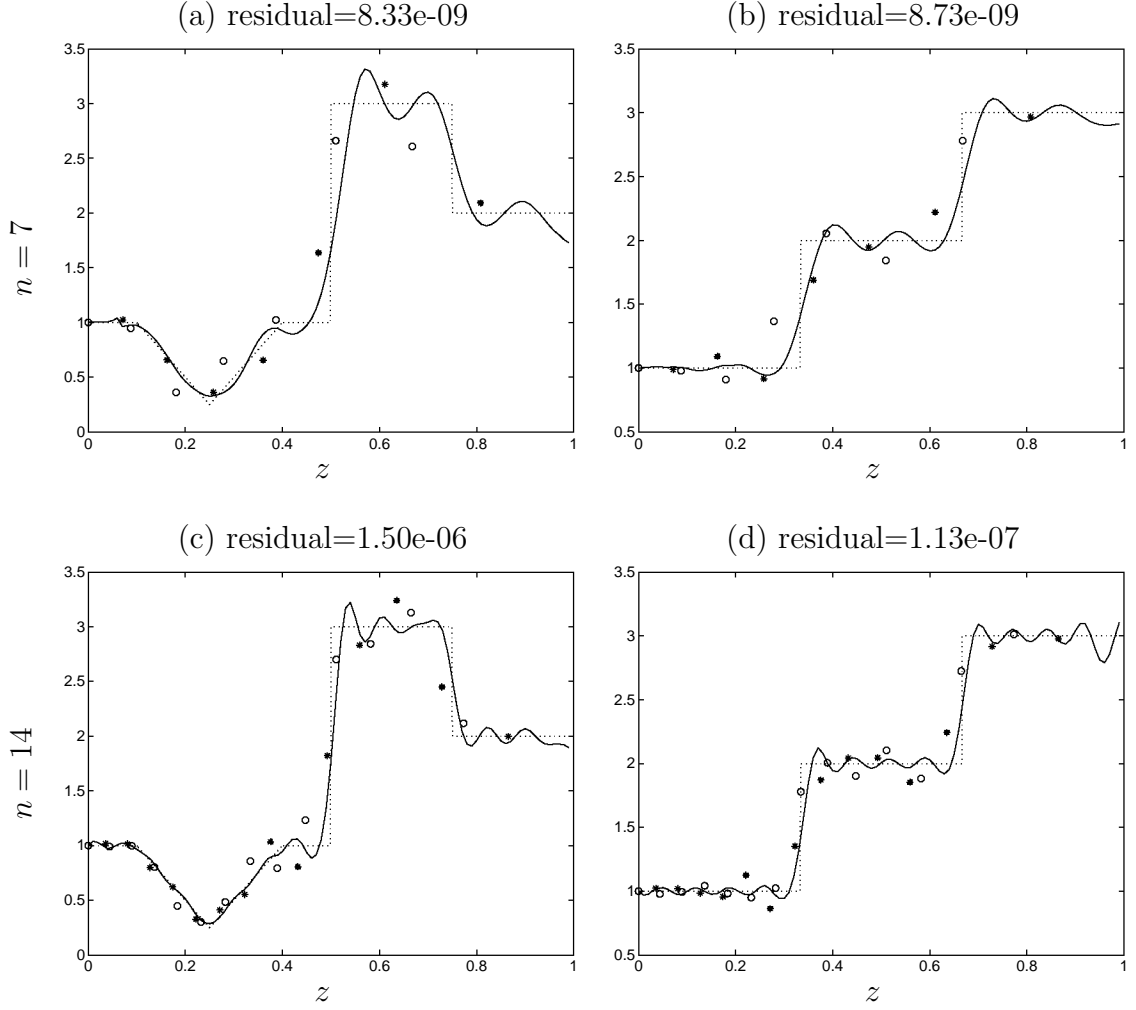 (a) residual=8.33e-09
(b) residual=8.73e-09
3.5
3
2.5
2
1.5
1
0.5
0
0 0.2 0.4 0.6 0.8 1
z
n = 7
3.5
3
2.5
2
1.5
1
0.5
0 0.2 0.4 0.6 0.8 1
z
(c) residual=1.50e-06
(d) residual=1.13e-07
3.5
3
2.5
2
1.5
1
0.5
0
0 0.2 0.4 0.6 0.8 1
z
n = 14
3.5
3
2.5
2
1.5
1
0.5
0 0.2 0.4 0.6 0.8 1
z